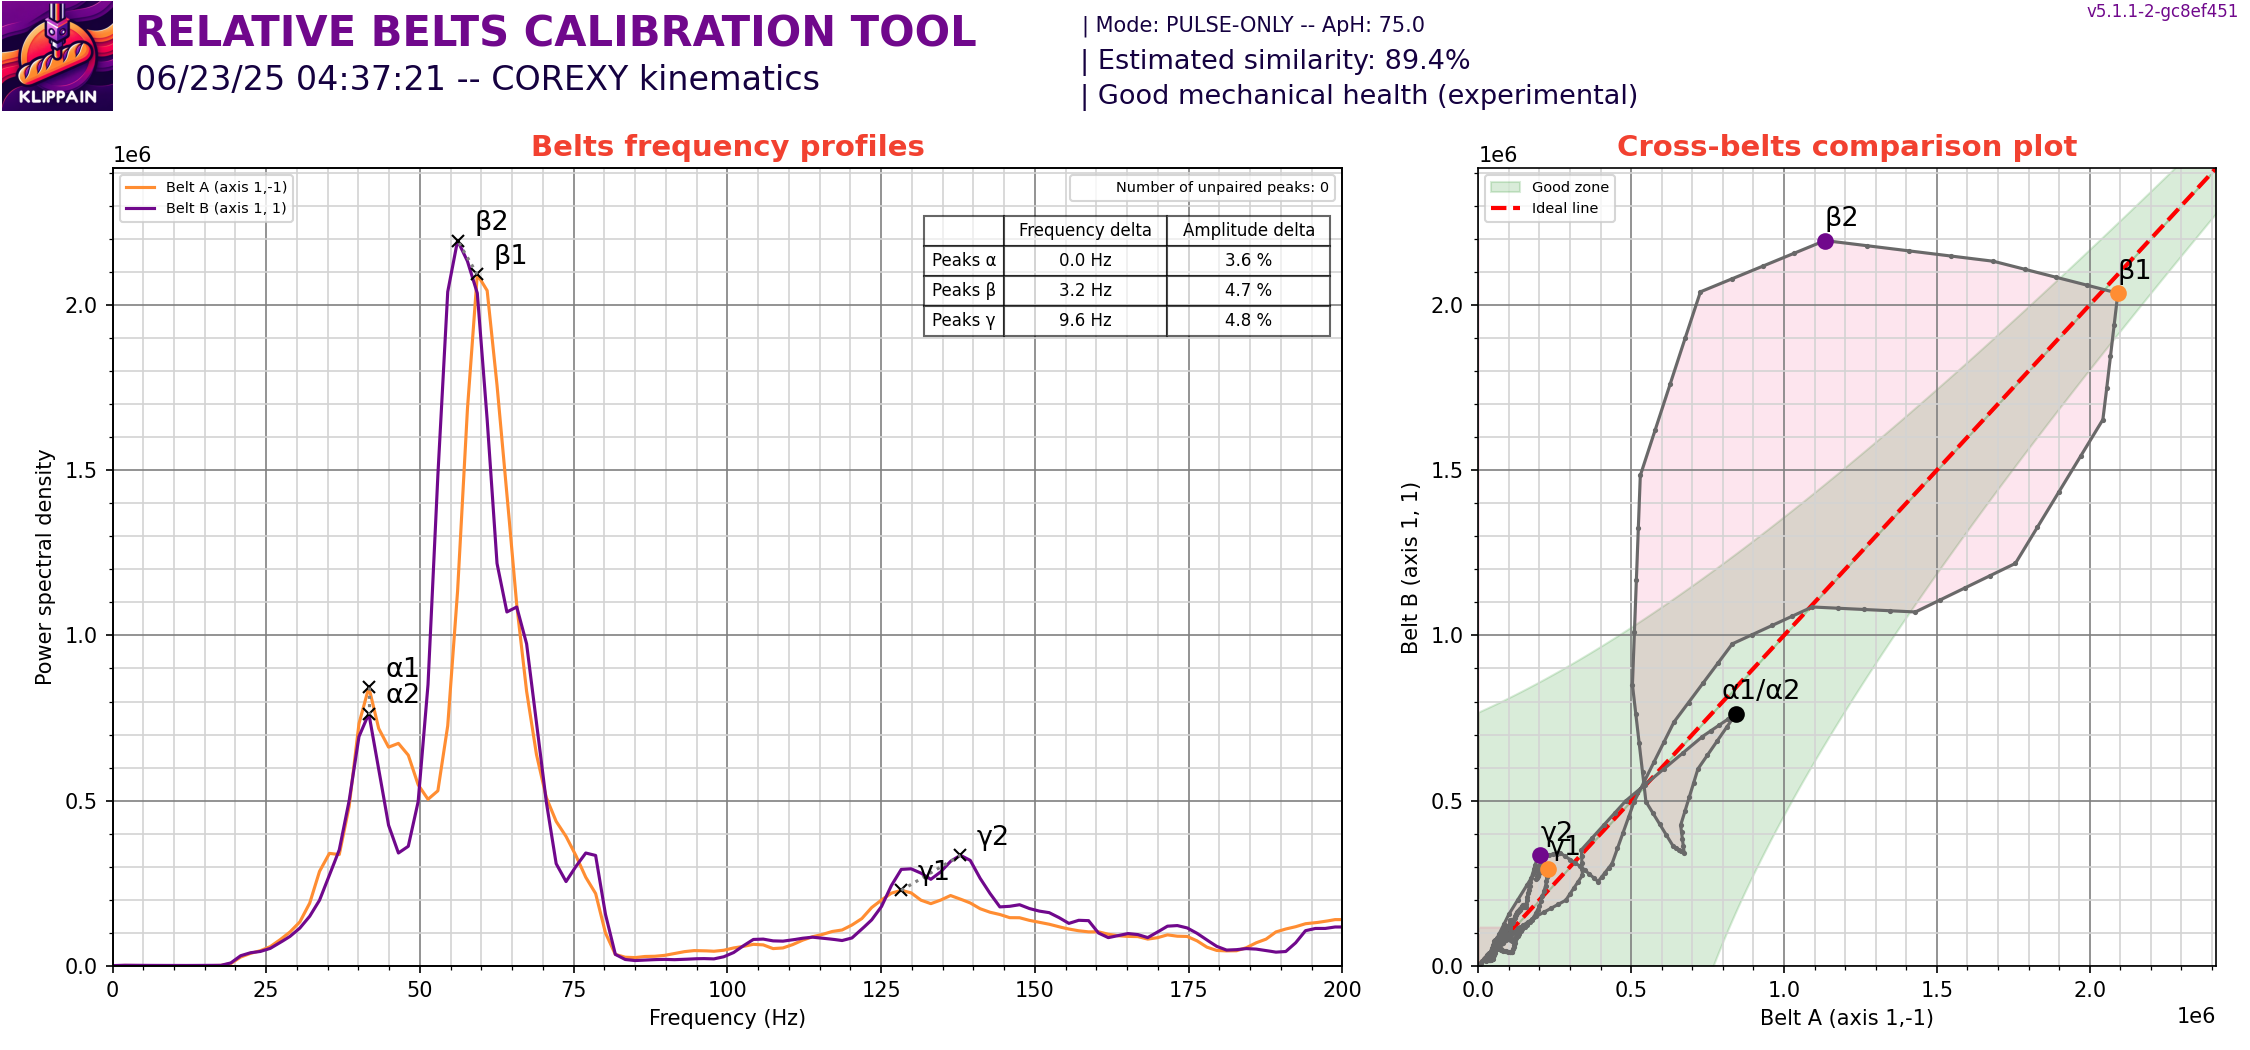 KLIPPAIN
RELATIVE BELTS CALIBRATION TOOL
06/23/25 04:37:21 -- COREXY kinematics
| Mode: PULSE-ONLY -- ApH: 75.0
| Estimated similarity: 89.4%
| Good mechanical health (experimental)
v5.1.1-2-gc8ef451
Belts frequency profiles
1e6
Belt A (axis 1,-1)
Belt B (axis 1, 1)
Number of unpaired peaks: 0
Frequency delta Amplitude delta
Peaks α 0.0 Hz 3.6 %
Peaks β 3.2 Hz 4.7 %
Peaks γ 9.6 Hz 4.8 %
β2
β1
α1
α2
γ2
γ1
Power spectral density
2.0
1.5
1.0
0.5
0.0
0 25 50 75 100 125 150 175 200
Frequency (Hz)
Cross-belts comparison plot
1e6
Good zone
Ideal line
β2
β1
α1/α2
γ2
γ1
Belt B (axis 1, 1)
2.0
1.5
1.0
0.5
0.0
0.0 0.5 1.0 1.5 2.0
Belt A (axis 1,-1)
1e6